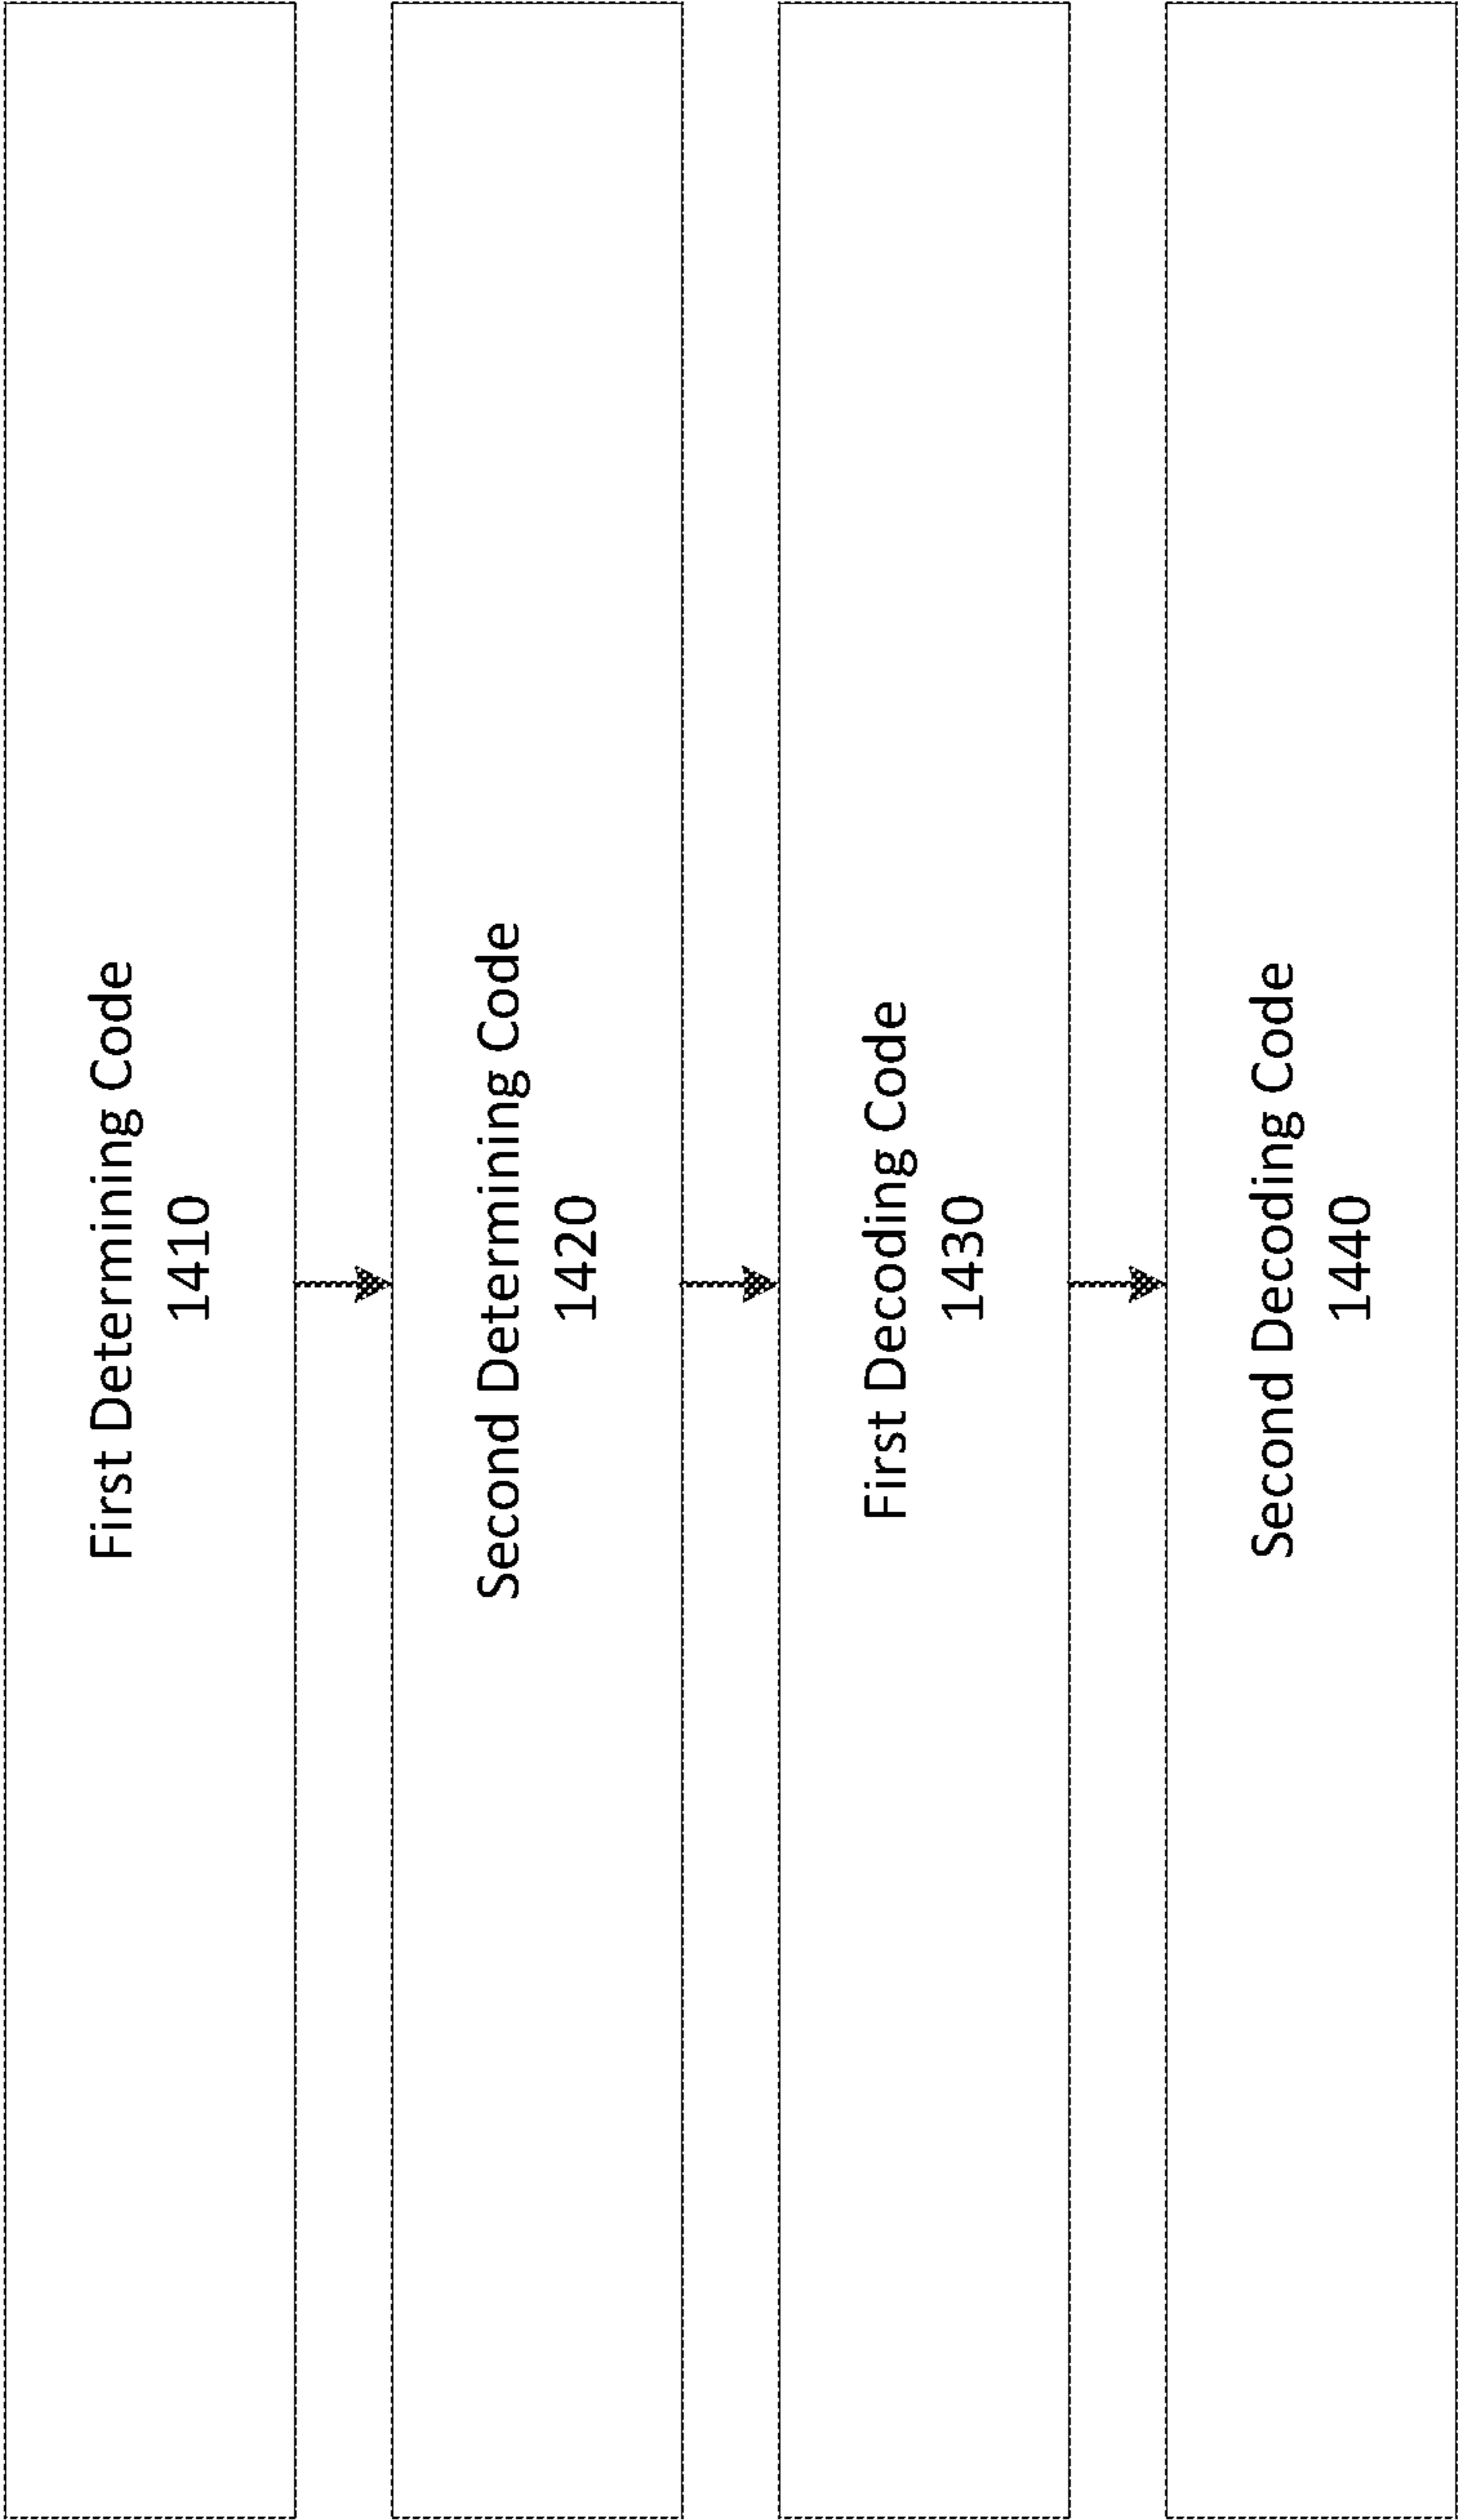 First Determining Code
1410
Second Determining Code
1420
First Decoding Code
1430
Second Decoding Code
1440